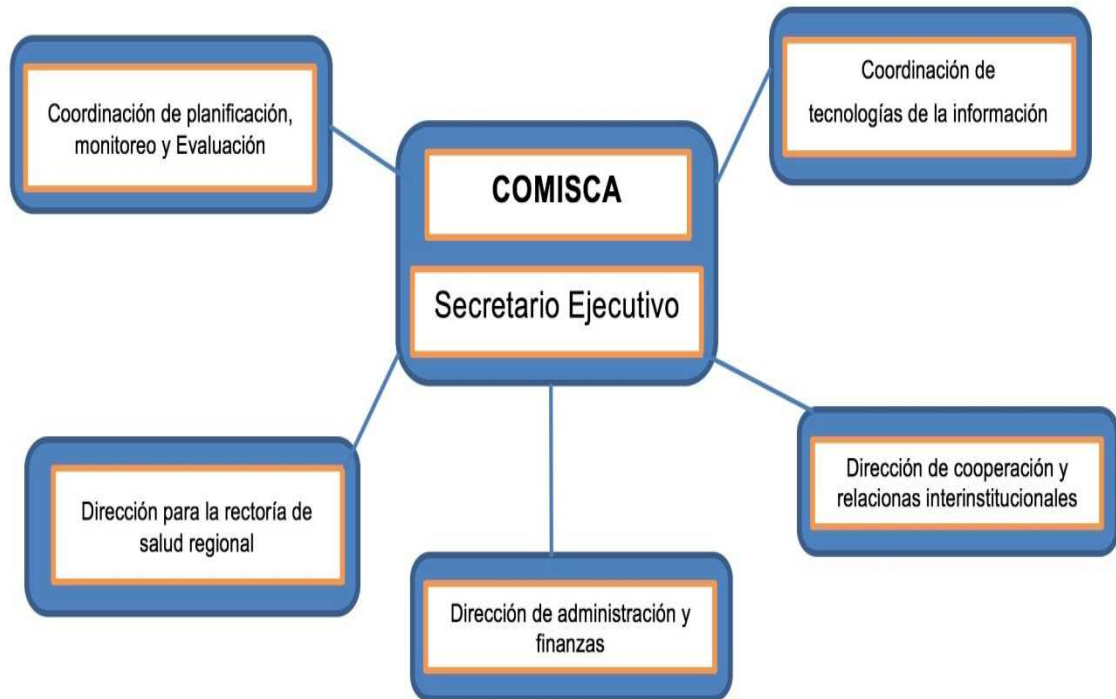 Coordinación de planificación,
monitoreo y Evaluación
Coordinación de
tecnologías de la información
COMISCA
Secretario Ejecutivo
Dirección para la rectoría de
salud regional
Dirección de administración y
finanzas
Dirección de cooperación y
relacionas interinstitucionales